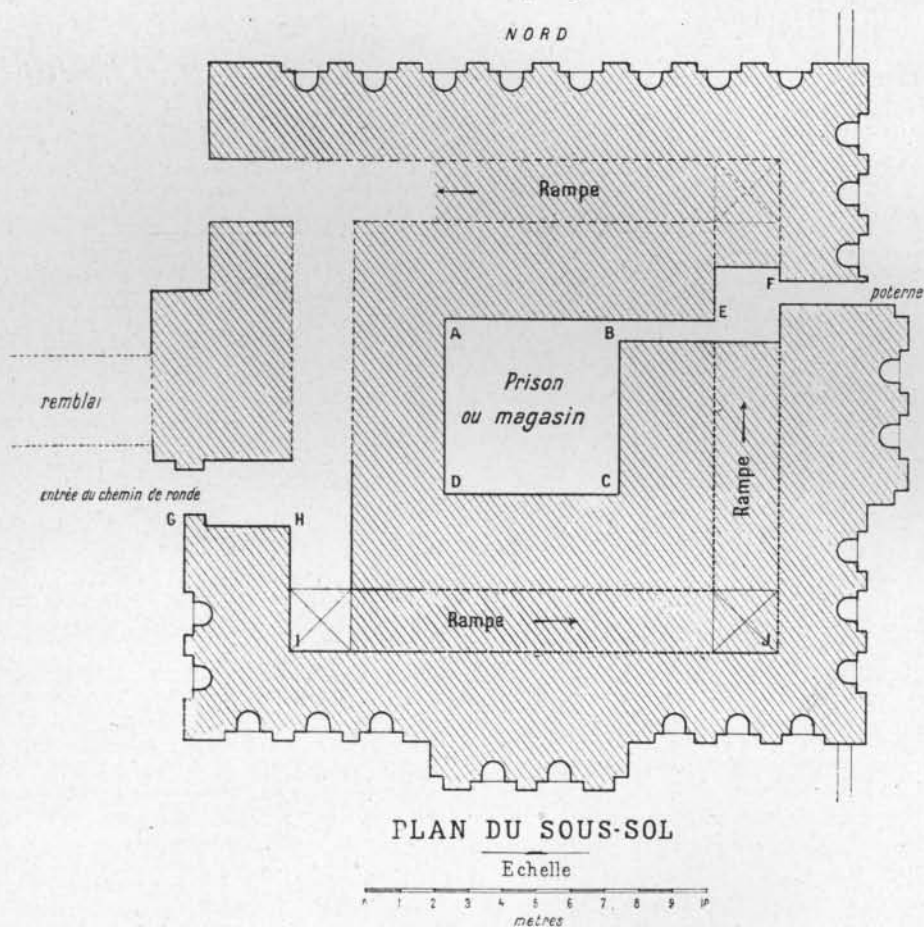 NORD
Rampe
F
poterne
E
A
B
Prison
ou magasin
remblai
Rampe
D
C
entrée du chemin de ronde
G
H
I
Rampe
J
PLAN DU SOUS-SOL
Echelle
0 1 2 3 4 5 6 7 8 9 10
metres